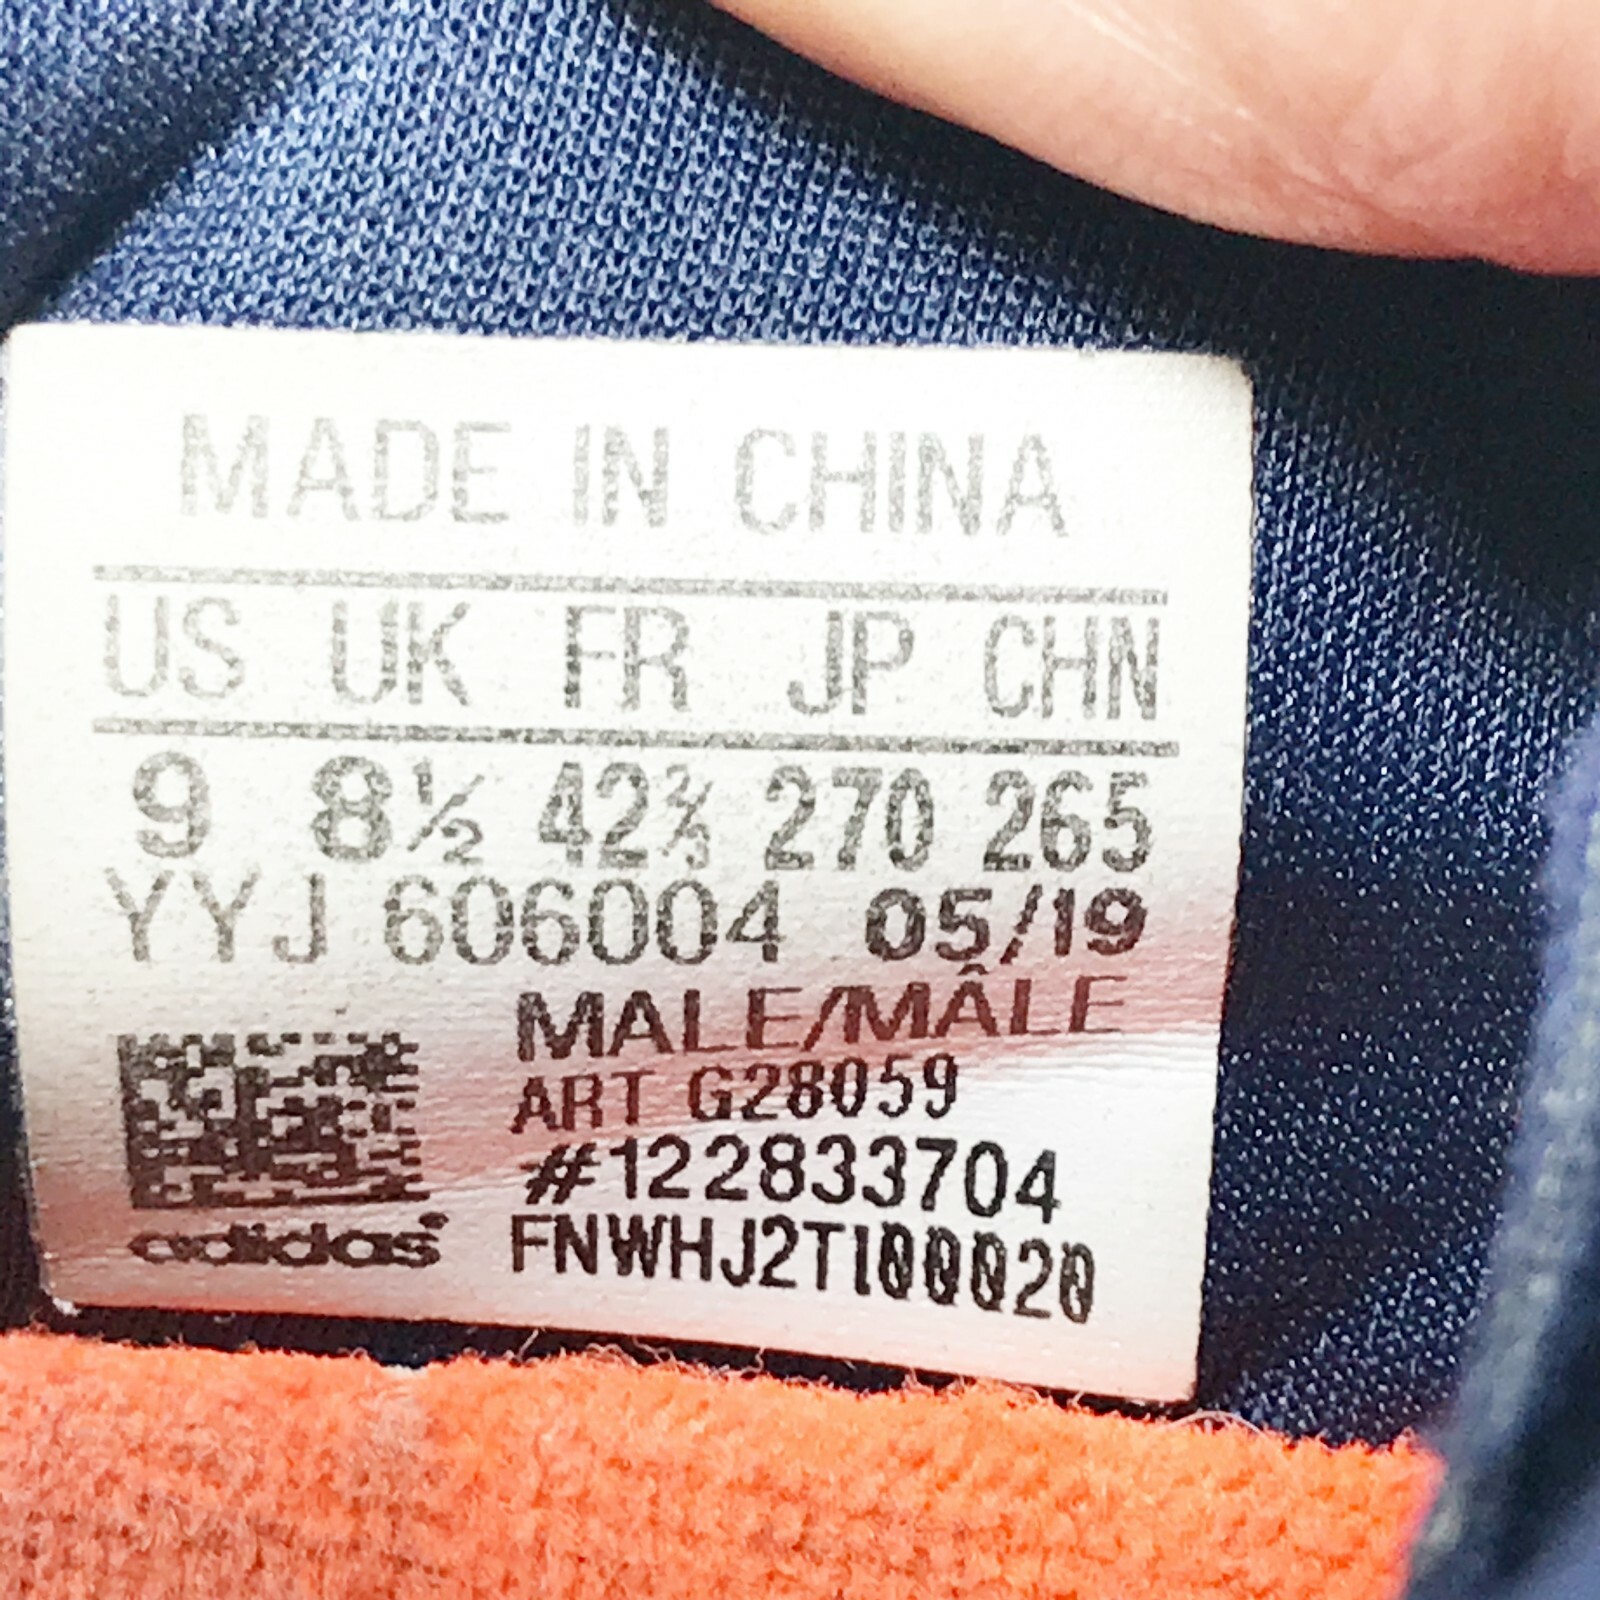 MADE IN CHINA
US UK FR JP CHN
9 8½ 42⅔ 270 265
YYJ 606004 05/19
MALE/MÂLE
ART G28059
#122833704
adidas® FNWHJ2T100020